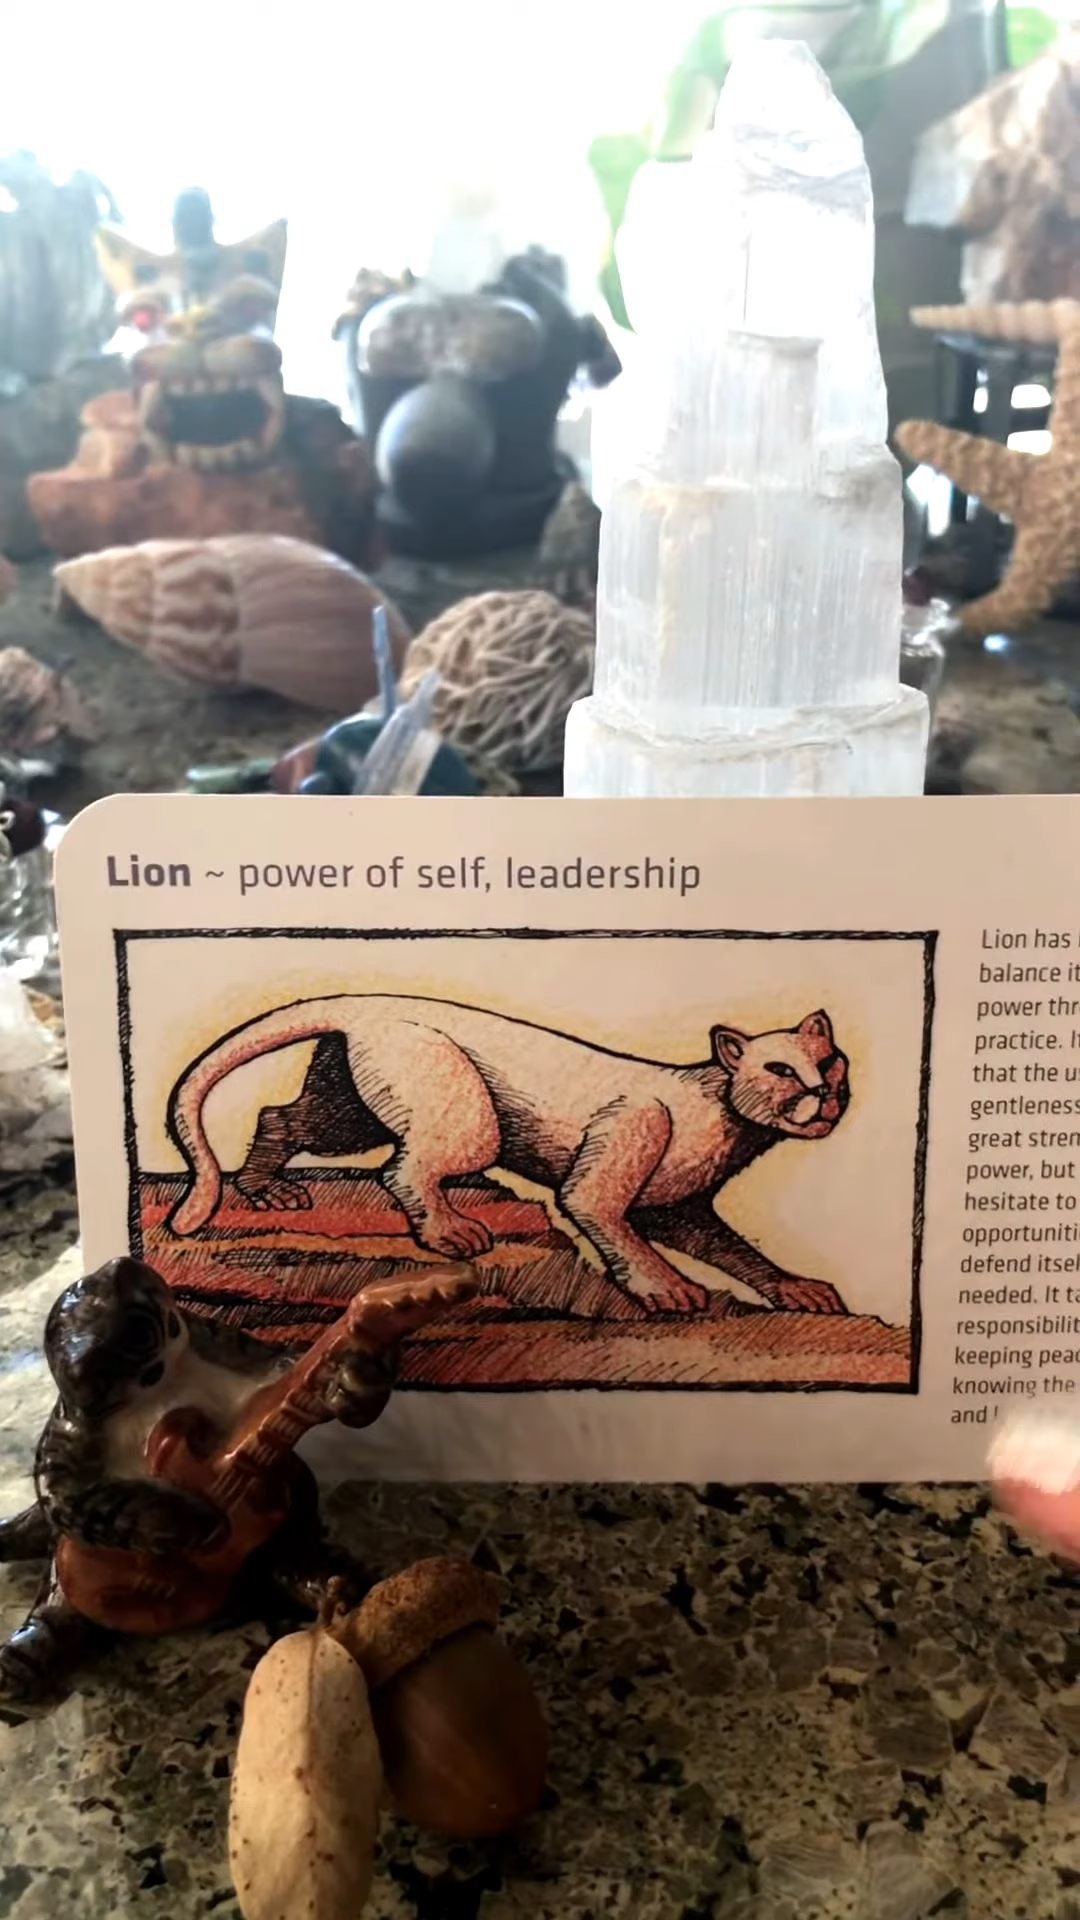 Lion ~ power of self, leadership
Lion has
balance it
power thr
practice. I
that the u
gentleness
great stren
power, but
hesitate to
opportuniti
defend itsel
needed. It ta
responsibilit
keeping peac
knowing the
and